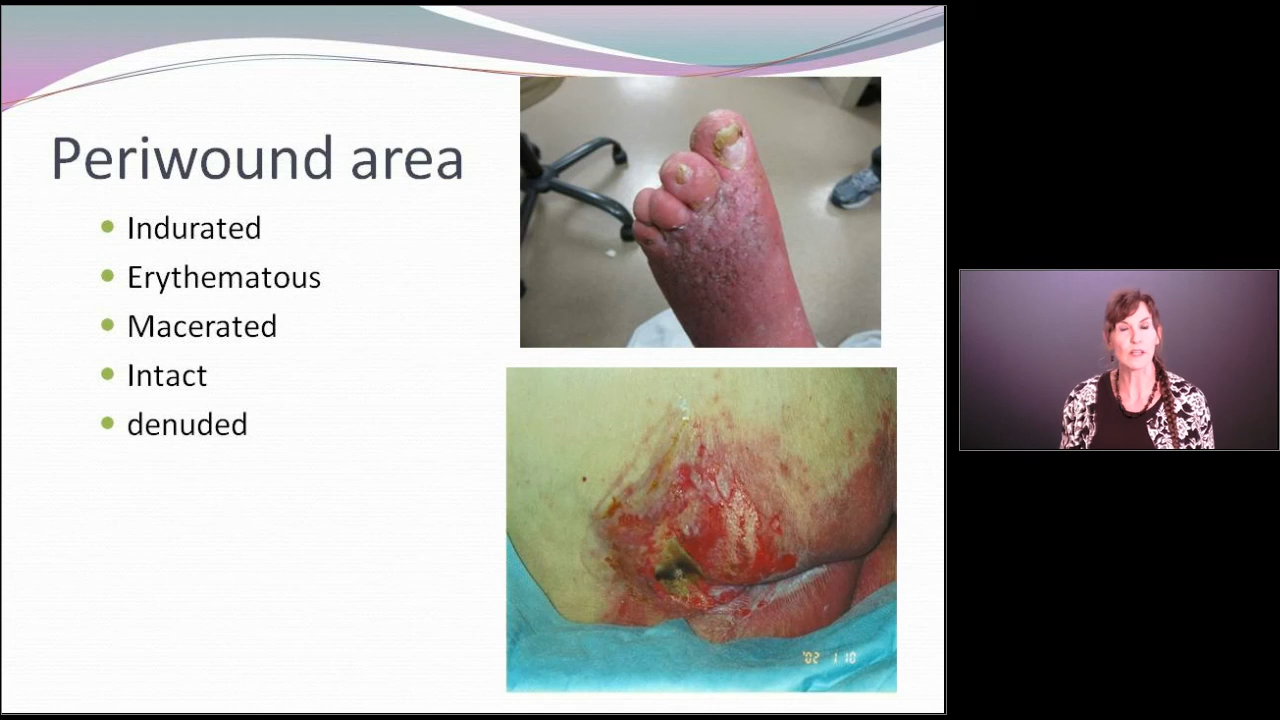 Periwound area
Indurated
Erythematous
Macerated
Intact
denuded
'02 1 10